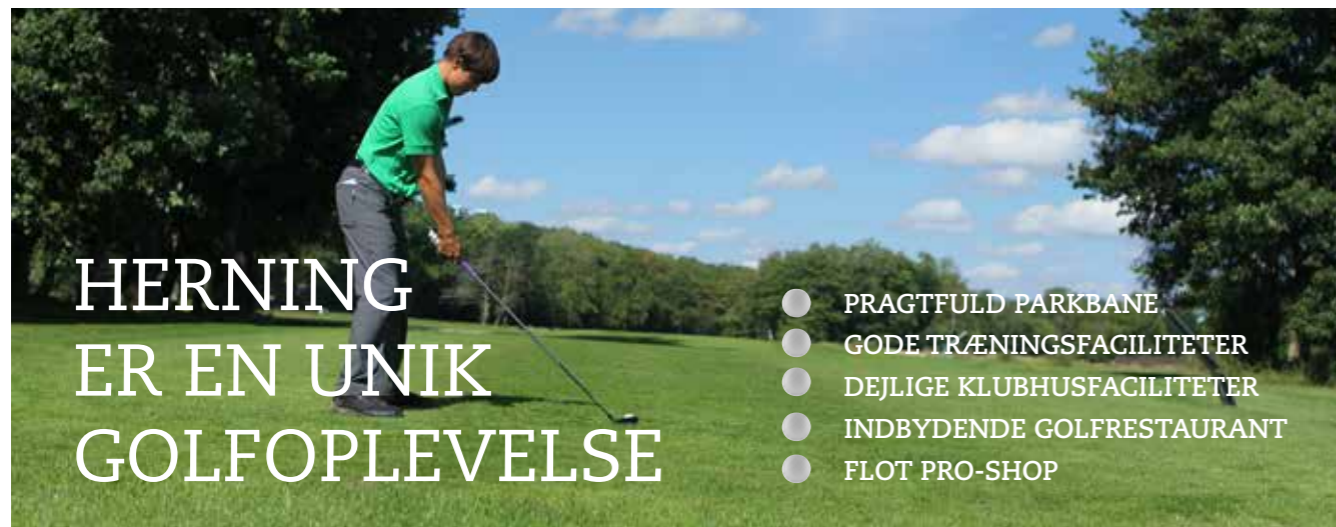 HERNING
ER EN UNIK
GOLFOPLEVELSE
PRAGTFULD PARKBANE
GODE TRÆNINGSFACILITETER
DEJLIGE KLUBHUSFACILITETER
INDBYDENDE GOLFRESTAURANT
FLOT PRO-SHOP